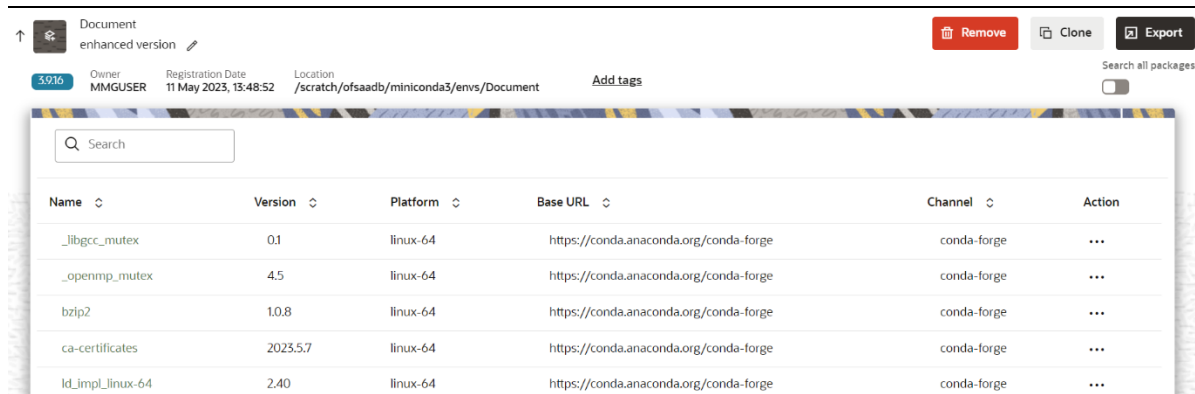 Document
enhanced version
Remove
Clone
Export
3.9.16
Owner
MMGUSER
Registration Date
11 May 2023, 13:48:52
Location
/scratch/ofsaadb/miniconda3/envs/Document
Add tags
Search all packages
Search
Name Version Platform Base URL Channel Action
_libgcc_mutex 0.1 linux-64 https://conda.anaconda.org/conda-forge conda-forge ...
_openmp_mutex 4.5 linux-64 https://conda.anaconda.org/conda-forge conda-forge ...
bzip2 1.0.8 linux-64 https://conda.anaconda.org/conda-forge conda-forge ...
ca-certificates 2023.5.7 linux-64 https://conda.anaconda.org/conda-forge conda-forge ...
ld_impl_linux-64 2.40 linux-64 https://conda.anaconda.org/conda-forge conda-forge ...